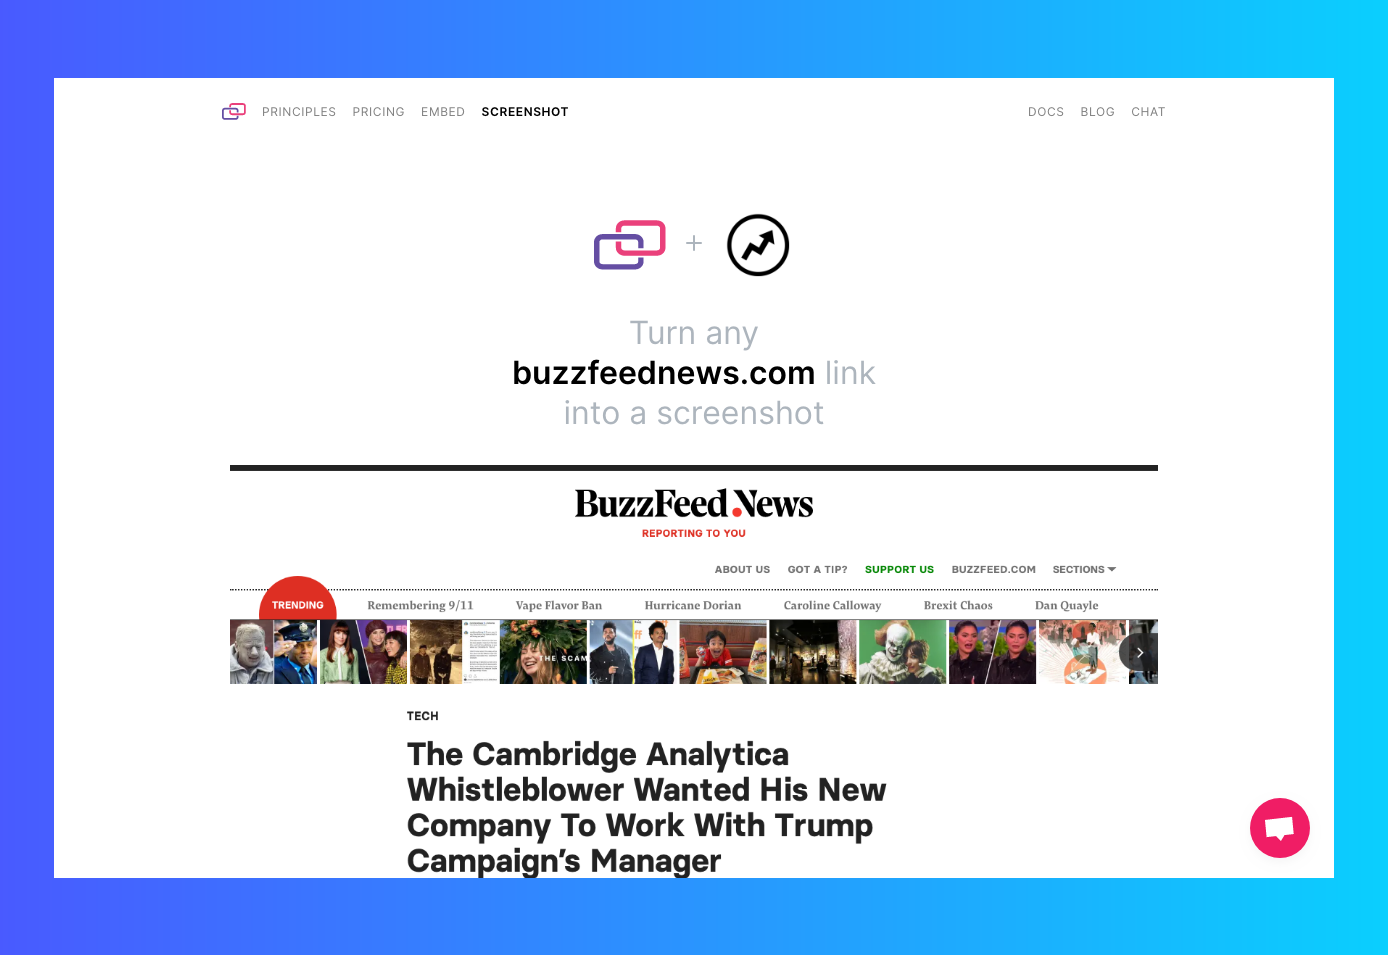 PRINCIPLES PRICING EMBED SCREENSHOT DOCS BLOG CHAT
+
Turn any
buzzfeednews.com link
into a screenshot
BuzzFeed News
REPORTING TO YOU
ABOUT US GOT A TIP? SUPPORT US BUZZFEED.COM SECTIONS
TRENDING Remembering 9/11 Vape Flavor Ban Hurricane Dorian Caroline Calloway Brexit Chaos Dan Quayle
THE SCAM
TECH
The Cambridge Analytica
Whistleblower Wanted His New
Company To Work With Trump
Campaign’s Manager